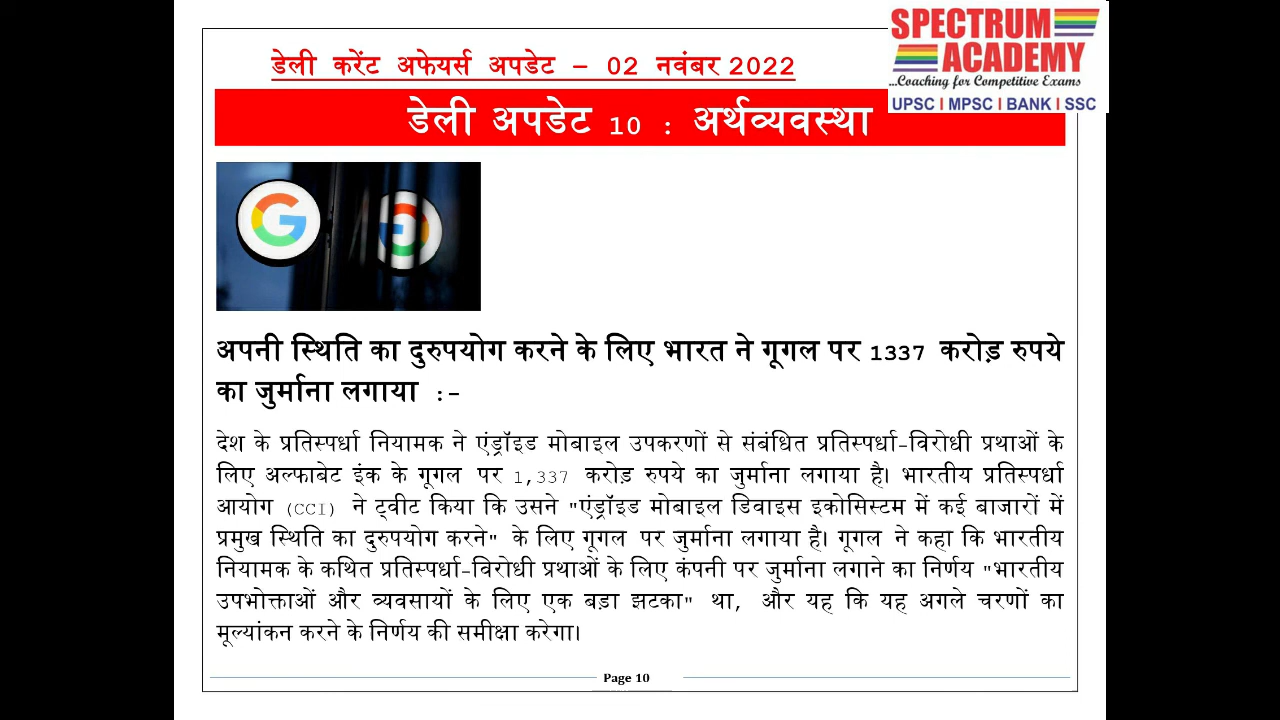 SPECTRUM
ACADEMY
...Coaching for Competitive Exams
UPSC I MPSC I BANK I SSC
डेली करेंट अफेयर्स अपडेट – 02 नवंबर 2022
डेली अपडेट 10 : अर्थव्यवस्था
अपनी स्थिति का दुरुपयोग करने के लिए भारत ने गूगल पर 1337 करोड़ रुपये
का जुर्माना लगाया :-
देश के प्रतिस्पर्धा नियामक ने एंड्रॉइड मोबाइल उपकरणों से संबंधित प्रतिस्पर्धा-विरोधी प्रथाओं के
लिए अल्फाबेट इंक के गूगल पर 1,337 करोड़ रुपये का जुर्माना लगाया है। भारतीय प्रतिस्पर्धा
आयोग (CCI) ने ट्वीट किया कि उसने "एंड्रॉइड मोबाइल डिवाइस इकोसिस्टम में कई बाजारों में
प्रमुख स्थिति का दुरुपयोग करने" के लिए गूगल पर जुर्माना लगाया है। गूगल ने कहा कि भारतीय
नियामक के कथित प्रतिस्पर्धा-विरोधी प्रथाओं के लिए कंपनी पर जुर्माना लगाने का निर्णय "भारतीय
उपभोक्ताओं और व्यवसायों के लिए एक बड़ा झटका" था, और यह कि यह अगले चरणों का
मूल्यांकन करने के निर्णय की समीक्षा करेगा।
Page 10